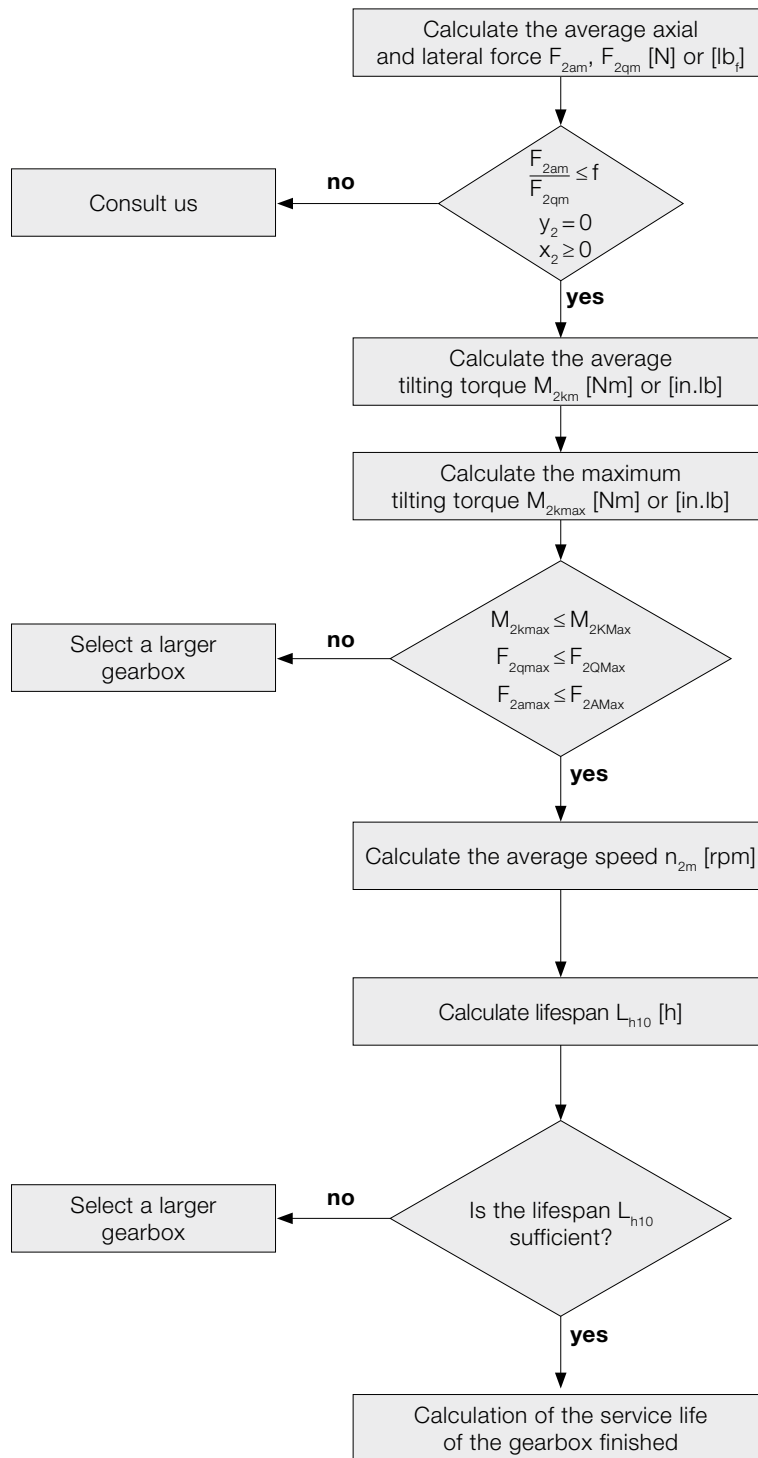 Calculate the average axial
and lateral force F₂ₐₘ, F₂qₘ [N] or [lb_f]
F₂ₐₘ
F₂qₘ
≤ f
y₂ = 0
x₂ ≥ 0
no
Consult us
yes
Calculate the average
tilting torque M₂ₖₘ [Nm] or [in.lb]
Calculate the maximum
tilting torque M₂ₖₘₐₓ [Nm] or [in.lb]
M₂ₖₘₐₓ ≤ M₂KMax
F₂qmax ≤ F₂QMax
F₂ₐₘₐₓ ≤ F₂AMax
no
Select a larger
gearbox
yes
Calculate the average speed n₂ₘ [rpm]
Calculate lifespan Lₕ₁₀ [h]
Is the lifespan Lₕ₁₀
sufficient?
no
Select a larger
gearbox
yes
Calculation of the service life
of the gearbox finished